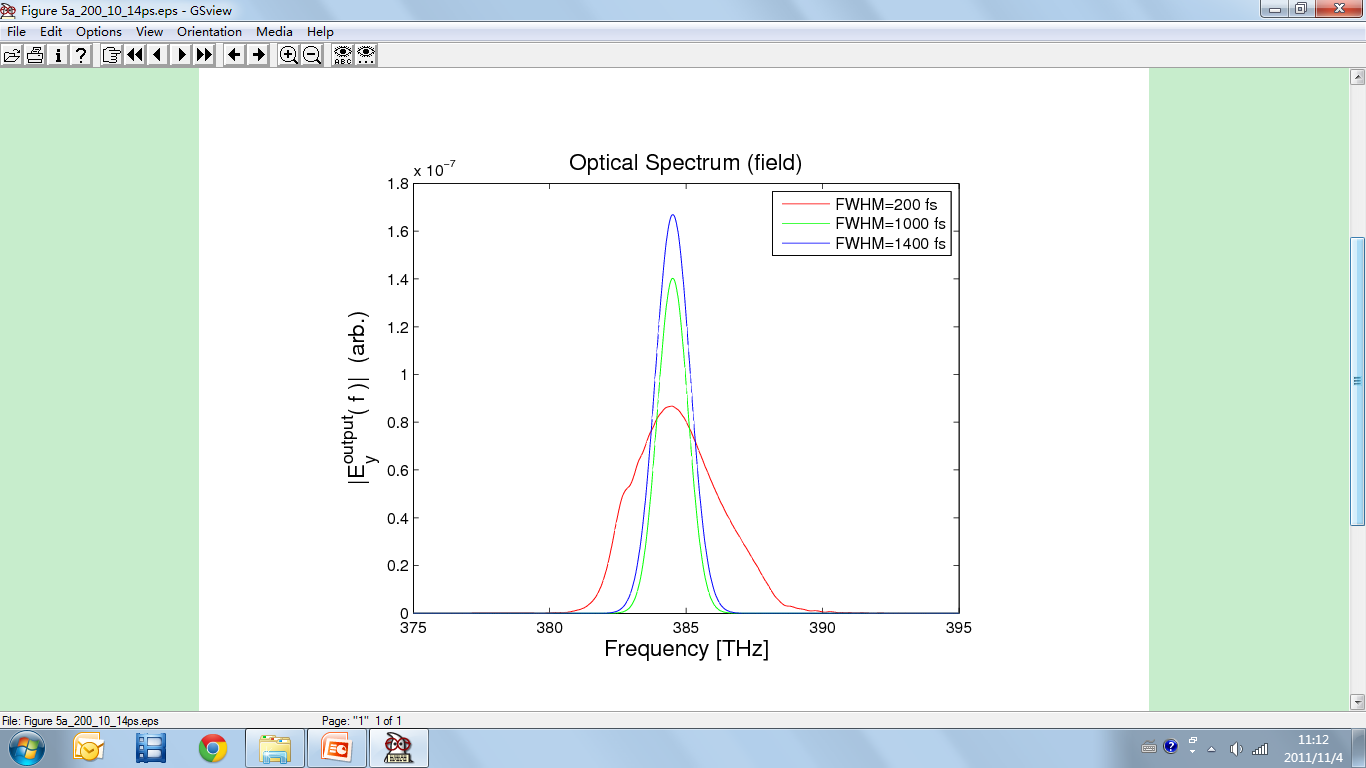 Figure 5a_200_10_14ps.eps - GSview
File Edit Options View Orientation Media Help
Optical Spectrum (field)
x 10⁻⁷
1.8
1.6
1.4
1.2
1
0.8
0.6
0.4
0.2
0
|E_y^output( f )| (arb.)
FWHM=200 fs
FWHM=1000 fs
FWHM=1400 fs
375 380 385 390 395
Frequency [THz]
File: Figure 5a_200_10_14ps.eps Page: "1" 1 of 1
11:12
2011/11/4